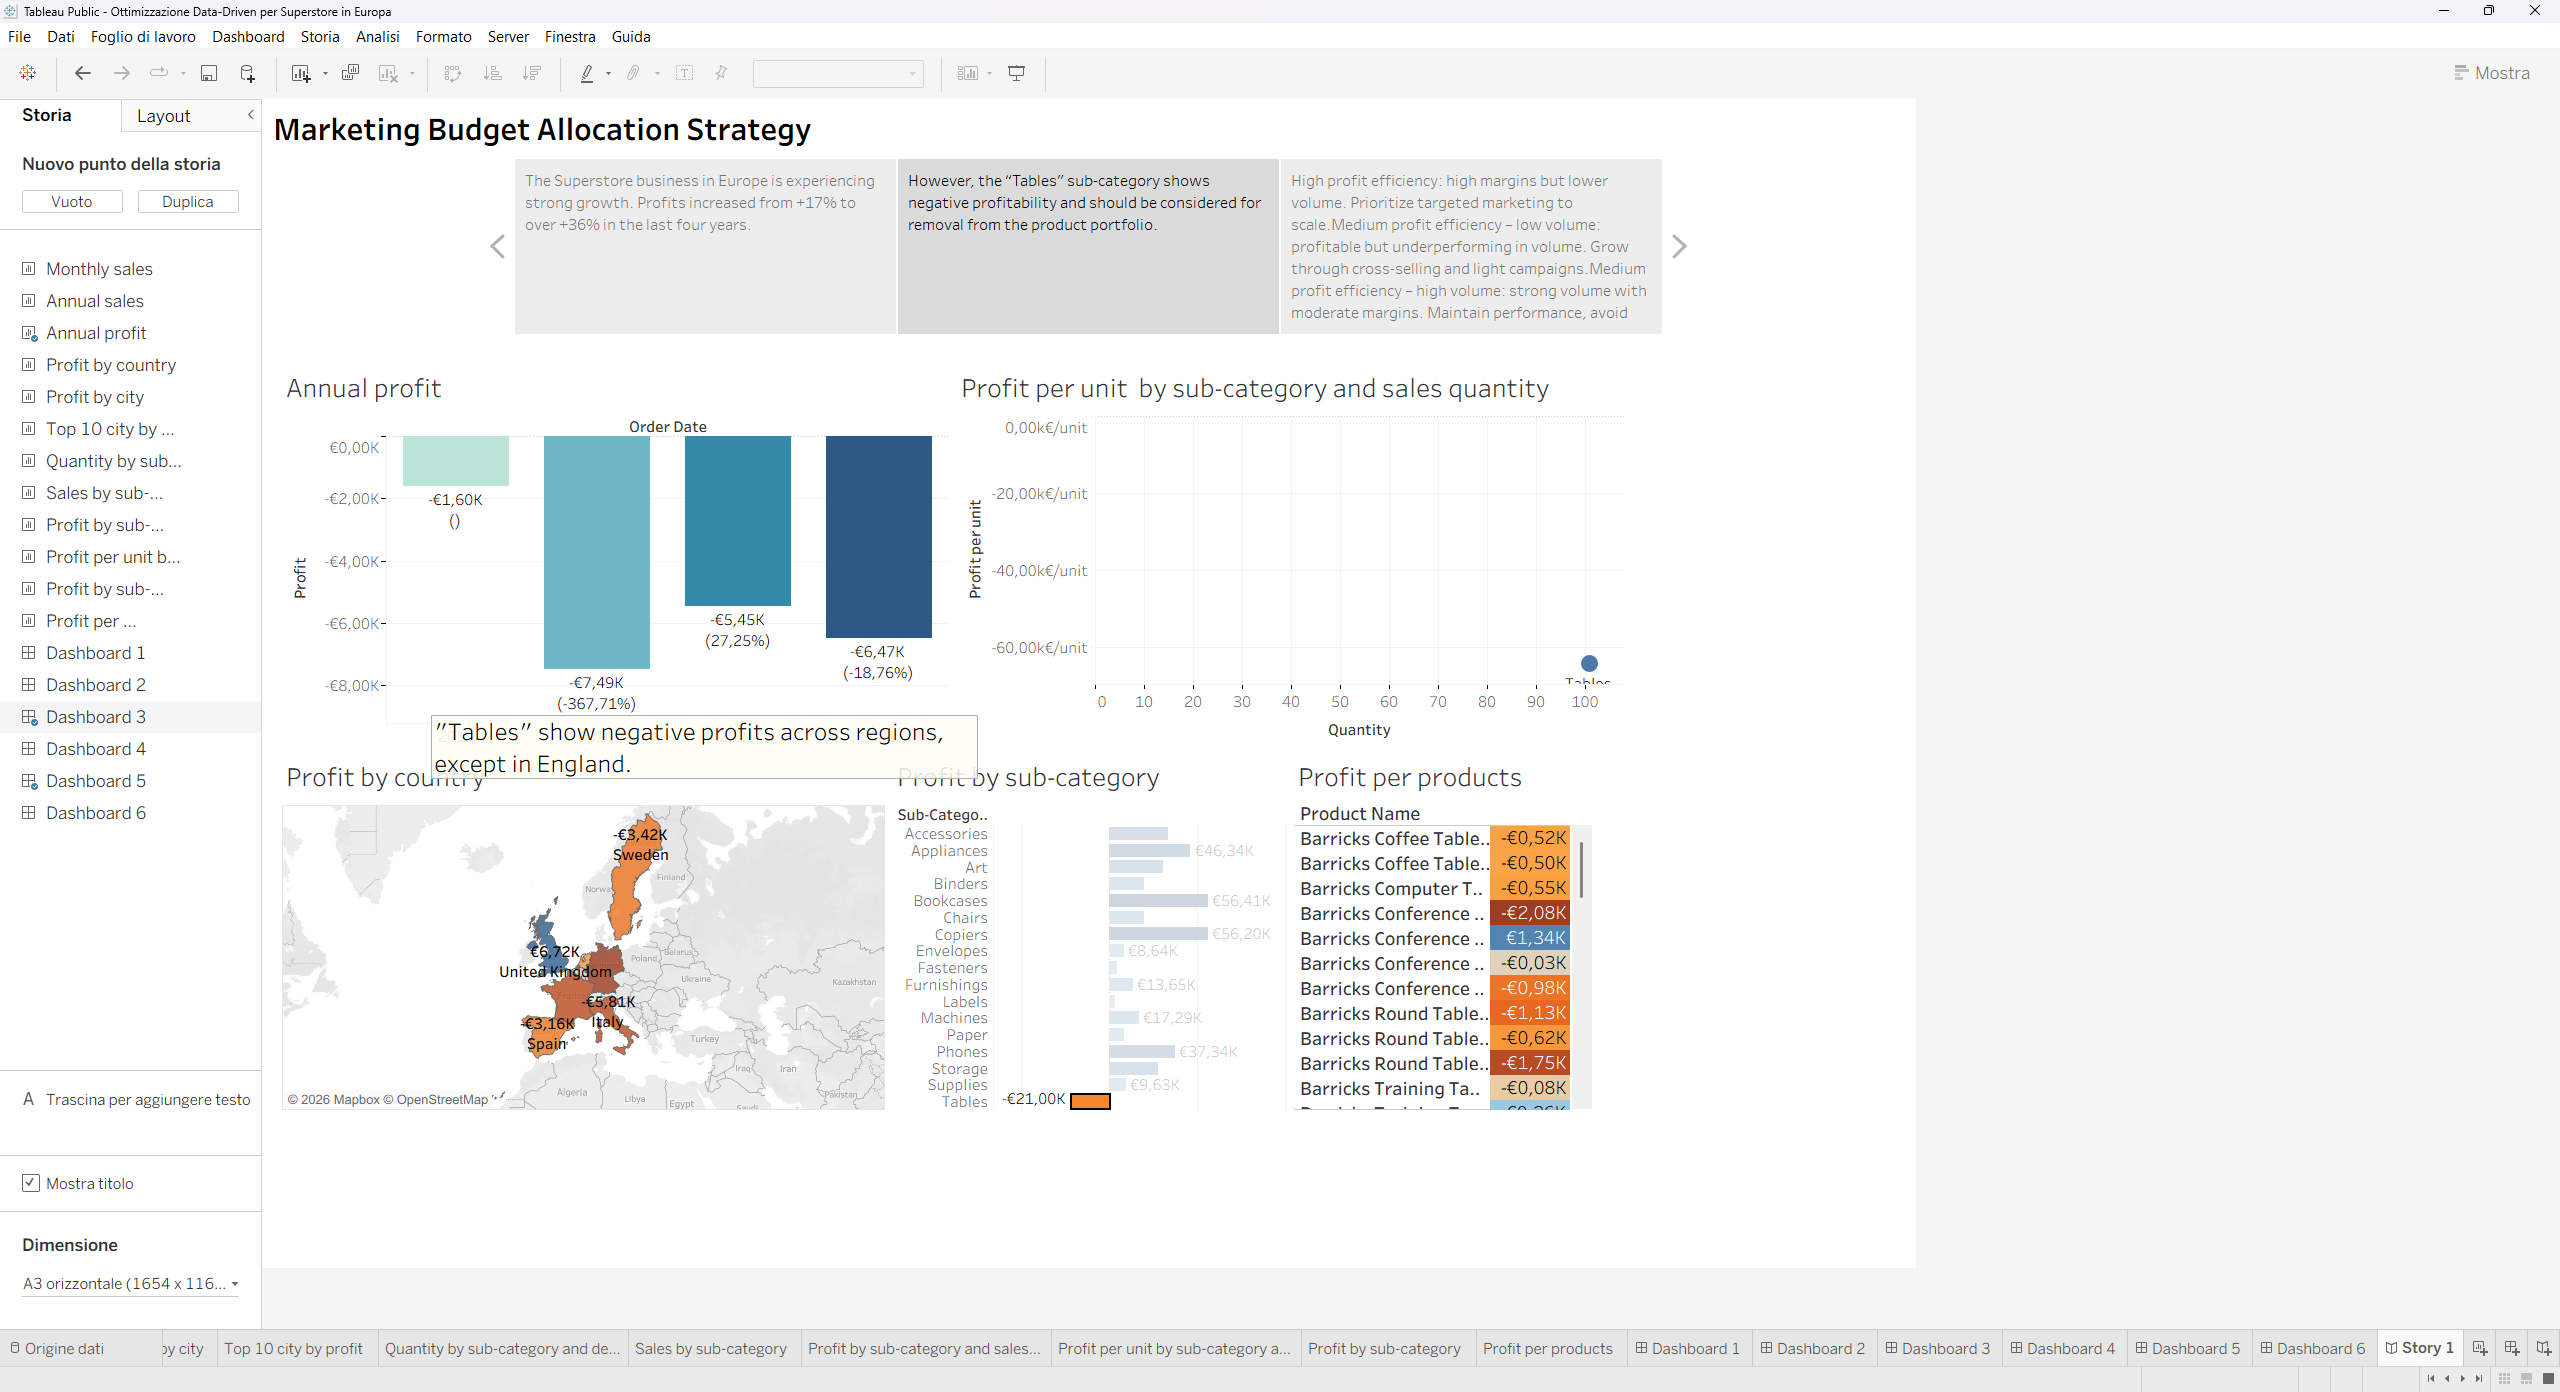 Tableau Public - Ottimizzazione Data-Driven per Superstore in Europa
File Dati Foglio di lavoro Dashboard Storia Analisi Formato Server Finestra Guida
Mostra
Storia Layout
Nuovo punto della storia
Vuoto Duplica
Monthly sales
Annual sales
Annual profit
Profit by country
Profit by city
Top 10 city by ...
Quantity by sub...
Sales by sub-...
Profit by sub-...
Profit per unit b...
Profit by sub-...
Profit per ...
Dashboard 1
Dashboard 2
Dashboard 3
Dashboard 4
Dashboard 5
Dashboard 6
A Trascina per aggiungere testo
Mostra titolo
Dimensione
A3 orizzontale (1654 x 116...
Marketing Budget Allocation Strategy
The Superstore business in Europe is experiencing
strong growth. Profits increased from +17% to
over +36% in the last four years.
However, the “Tables” sub-category shows
negative profitability and should be considered for
removal from the product portfolio.
High profit efficiency: high margins but lower
volume. Prioritize targeted marketing to
scale.Medium profit efficiency – low volume:
profitable but underperforming in volume. Grow
through cross-selling and light campaigns.Medium
profit efficiency – high volume: strong volume with
moderate margins. Maintain performance, avoid
Annual profit
Order Date
Profit
€0,00K
-€2,00K
-€4,00K
-€6,00K
-€8,00K
-€1,60K
()
-€7,49K
(-367,71%)
-€5,45K
(27,25%)
-€6,47K
(-18,76%)
Profit per unit by sub-category and sales quantity
Profit per unit
0,00k€/unit
-20,00k€/unit
-40,00k€/unit
-60,00k€/unit
Tables
0 10 20 30 40 50 60 70 80 90 100
Quantity
"Tables" show negative profits across regions,
except in England.
Profit by country
-€3,42K
Sweden
Finland
Norwa
€6,72K
United Kingdom
Poland
Belarus
Ukraine
Kazakhstan
-€5,81K
Italy
-€3,16K
Spain
Turkey
Iraq
Iran
Algeria
Libya
Egypt
Saudi
Pakistan
© 2026 Mapbox © OpenStreetMap
Profit by sub-category
Sub-Catego..
Accessories
Appliances €46,34K
Art
Binders
Bookcases €56,41K
Chairs
Copiers €56,20K
Envelopes €8,64K
Fasteners
Furnishings €13,65K
Labels
Machines €17,29K
Paper
Phones €37,34K
Storage
Supplies €9,63K
Tables -€21,00K
Profit per products
Product Name
Barricks Coffee Table.. -€0,52K
Barricks Coffee Table.. -€0,50K
Barricks Computer T.. -€0,55K
Barricks Conference .. -€2,08K
Barricks Conference .. €1,34K
Barricks Conference .. -€0,03K
Barricks Conference .. -€0,98K
Barricks Round Table.. -€1,13K
Barricks Round Table.. -€0,62K
Barricks Round Table.. -€1,75K
Barricks Training Ta.. -€0,08K
Origine dati by city Top 10 city by profit Quantity by sub-category and de... Sales by sub-category Profit by sub-category and sales... Profit per unit by sub-category a... Profit by sub-category Profit per products Dashboard 1 Dashboard 2 Dashboard 3 Dashboard 4 Dashboard 5 Dashboard 6 Story 1